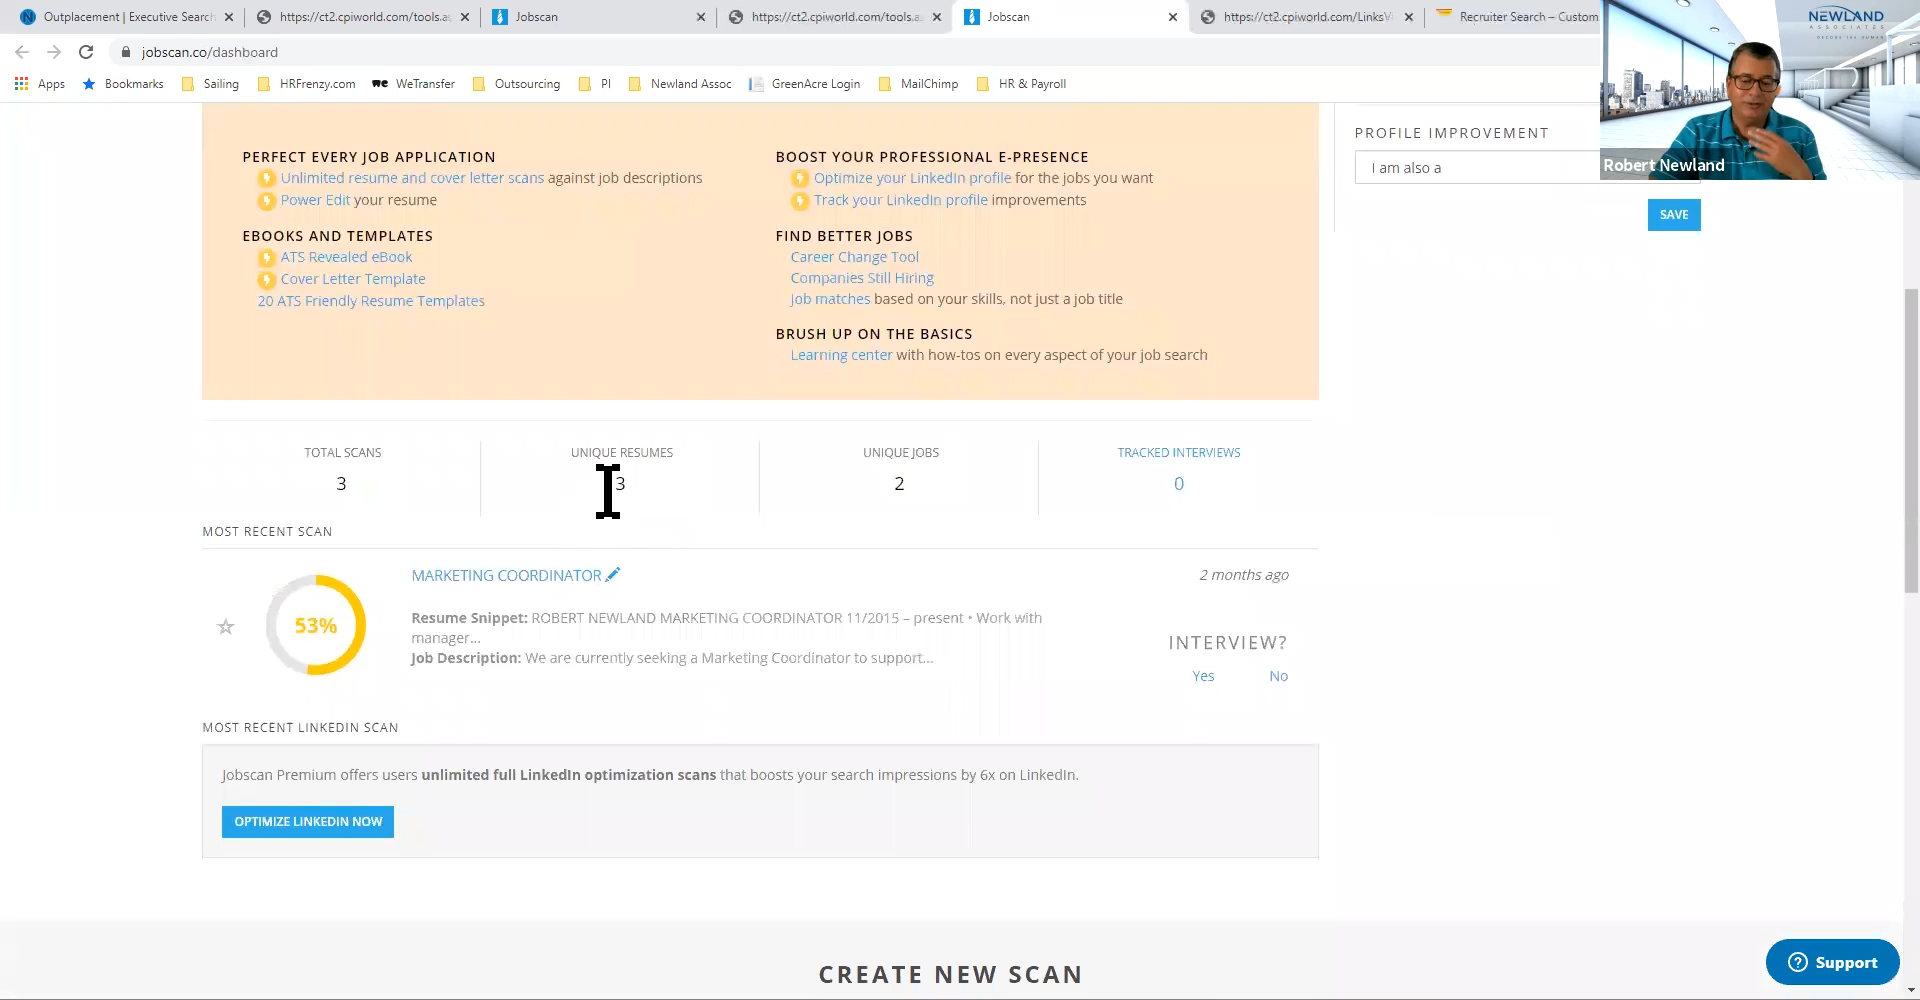 Outplacement | Executive Search
https://ct2.cpiworld.com/tools.as
Jobscan
https://ct2.cpiworld.com/tools.a
Jobscan
https://ct2.cpiworld.com/LinksVi
Recruiter Search – Custom
NEWLAND
ASSOCIATES
jobscan.co/dashboard
Apps
Bookmarks
Sailing
HRFrenzy.com
we WeTransfer
Outsourcing
PI
Newland Assoc
GreenAcre Login
MailChimp
HR & Payroll
Robert Newland
PERFECT EVERY JOB APPLICATION
Unlimited resume and cover letter scans against job descriptions
Power Edit your resume
EBOOKS AND TEMPLATES
ATS Revealed eBook
Cover Letter Template
20 ATS Friendly Resume Templates
BOOST YOUR PROFESSIONAL E-PRESENCE
Optimize your LinkedIn profile for the jobs you want
Track your LinkedIn profile improvements
FIND BETTER JOBS
Career Change Tool
Companies Still Hiring
Job matches based on your skills, not just a job title
BRUSH UP ON THE BASICS
Learning center with how-tos on every aspect of your job search
PROFILE IMPROVEMENT
I am also a
SAVE
TOTAL SCANS
3
UNIQUE RESUMES
3
UNIQUE JOBS
2
TRACKED INTERVIEWS
0
MOST RECENT SCAN
53%
MARKETING COORDINATOR
2 months ago
Resume Snippet: ROBERT NEWLAND MARKETING COORDINATOR 11/2015 – present • Work with
manager...
Job Description: We are currently seeking a Marketing Coordinator to support...
INTERVIEW?
Yes
No
MOST RECENT LINKEDIN SCAN
Jobscan Premium offers users unlimited full LinkedIn optimization scans that boosts your search impressions by 6x on LinkedIn.
OPTIMIZE LINKEDIN NOW
CREATE NEW SCAN
Support